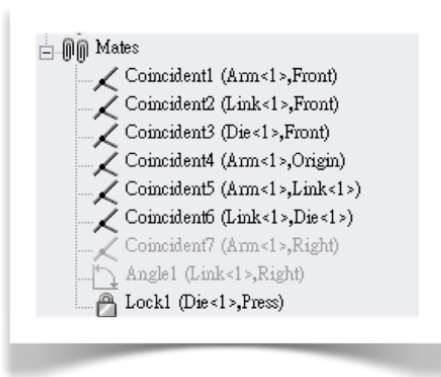 Mates
Coincident1 (Arm<1>,Front)
Coincident2 (Link<1>,Front)
Coincident3 (Die<1>,Front)
Coincident4 (Arm<1>,Origin)
Coincident5 (Arm<1>,Link<1>)
Coincident6 (Link<1>,Die<1>)
Coincident7 (Arm<1>,Right)
Angle1 (Link<1>,Right)
Lock1 (Die<1>,Press)